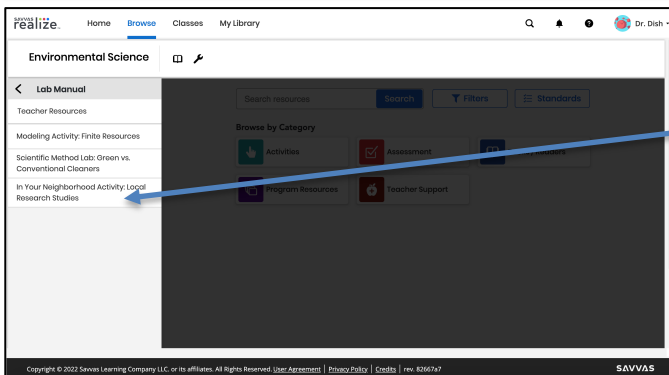 SAVVAS
realize.
Home Browse Classes My Library
Dr. Dish
Environmental Science
Lab Manual
Teacher Resources
Modeling Activity: Finite Resources
Scientific Method Lab: Green vs.
Conventional Cleaners
In Your Neighborhood Activity: Local
Research Studies
Search resources Search Filters Standards
Browse by Category
Activities Assessment
Program Resources Teacher Support
Copyright © 2022 Savvas Learning Company LLC. or its affiliates. All Rights Reserved. User Agreement | Privacy Policy | Credits | rev. 82667a7
SAVVAS